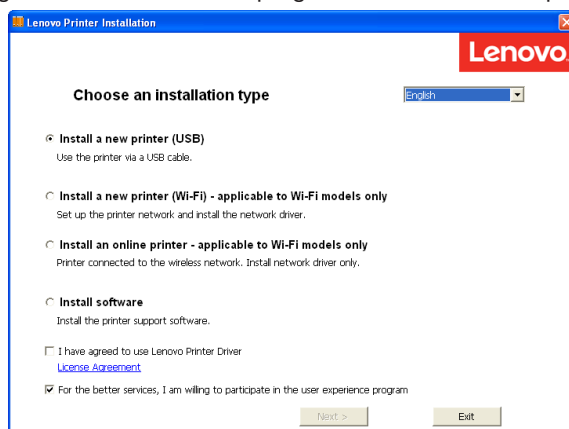 Lenovo Printer Installation
Lenovo
Choose an installation type
English
Install a new printer (USB)
Use the printer via a USB cable.
Install a new printer (Wi-Fi) - applicable to Wi-Fi models only
Set up the printer network and install the network driver.
Install an online printer - applicable to Wi-Fi models only
Printer connected to the wireless network. Install network driver only.
Install software
Install the printer support software.
I have agreed to use Lenovo Printer Driver
License Agreement
For the better services, I am willing to participate in the user experience program
Next >
Exit